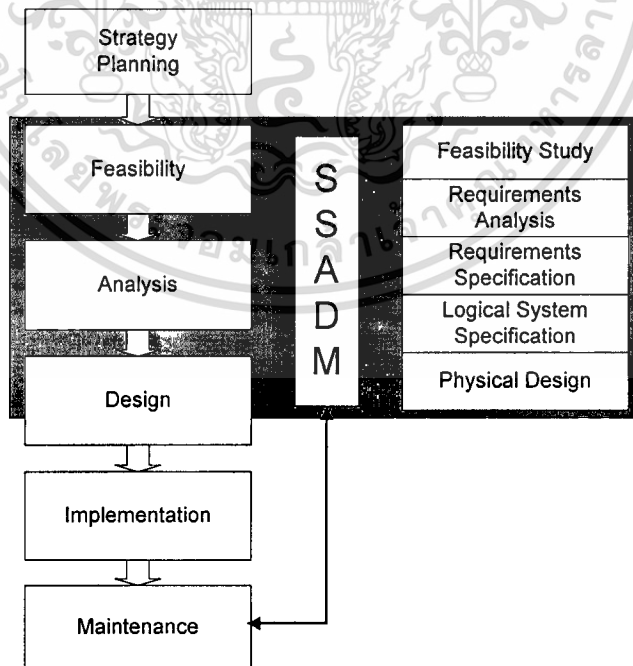 Strategy
Planning
Feasibility
Analysis
Design
Implementation
Maintenance
S
S
A
D
M
Feasibility Study
Requirements
Analysis
Requirements
Specification
Logical System
Specification
Physical Design